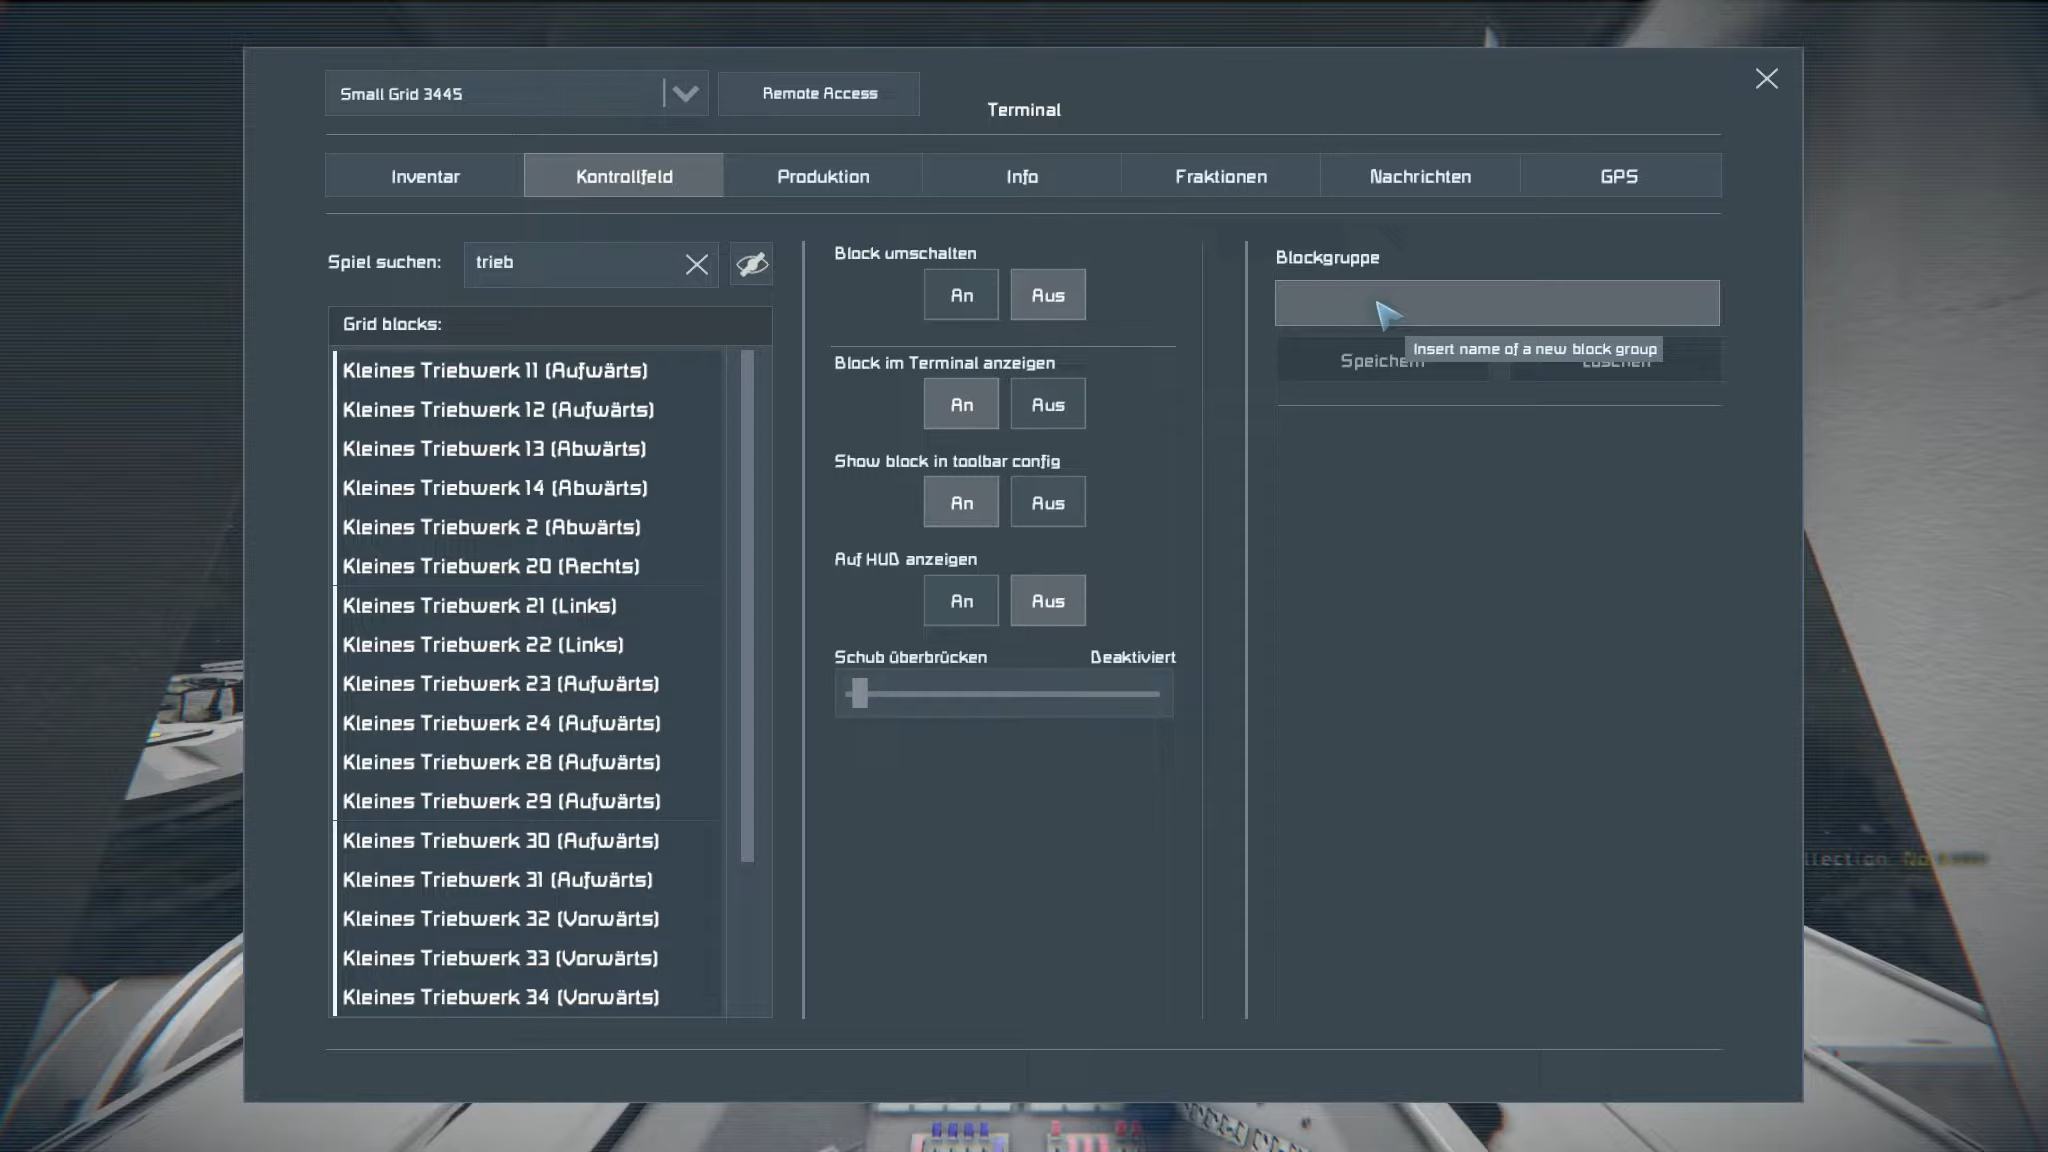 Small Grid 3445
Remote Access
Terminal
Inventar
Kontrollfeld
Produktion
Info
Fraktionen
Nachrichten
GPS
Spiel suchen:
trieb
Grid blocks:
Kleines Triebwerk 11 (Aufwärts)
Kleines Triebwerk 12 (Aufwärts)
Kleines Triebwerk 13 (Abwärts)
Kleines Triebwerk 14 (Abwärts)
Kleines Triebwerk 2 (Abwärts)
Kleines Triebwerk 20 (Rechts)
Kleines Triebwerk 21 (Links)
Kleines Triebwerk 22 (Links)
Kleines Triebwerk 23 (Aufwärts)
Kleines Triebwerk 24 (Aufwärts)
Kleines Triebwerk 28 (Aufwärts)
Kleines Triebwerk 29 (Aufwärts)
Kleines Triebwerk 30 (Aufwärts)
Kleines Triebwerk 31 (Aufwärts)
Kleines Triebwerk 32 (Vorwärts)
Kleines Triebwerk 33 (Vorwärts)
Kleines Triebwerk 34 (Vorwärts)
Block umschalten
An Aus
Block im Terminal anzeigen
An Aus
Show block in toolbar config
An Aus
Auf HUD anzeigen
An Aus
Schub überbrücken Deaktiviert
Blockgruppe
Insert name of a new block group
Speichern Löschen